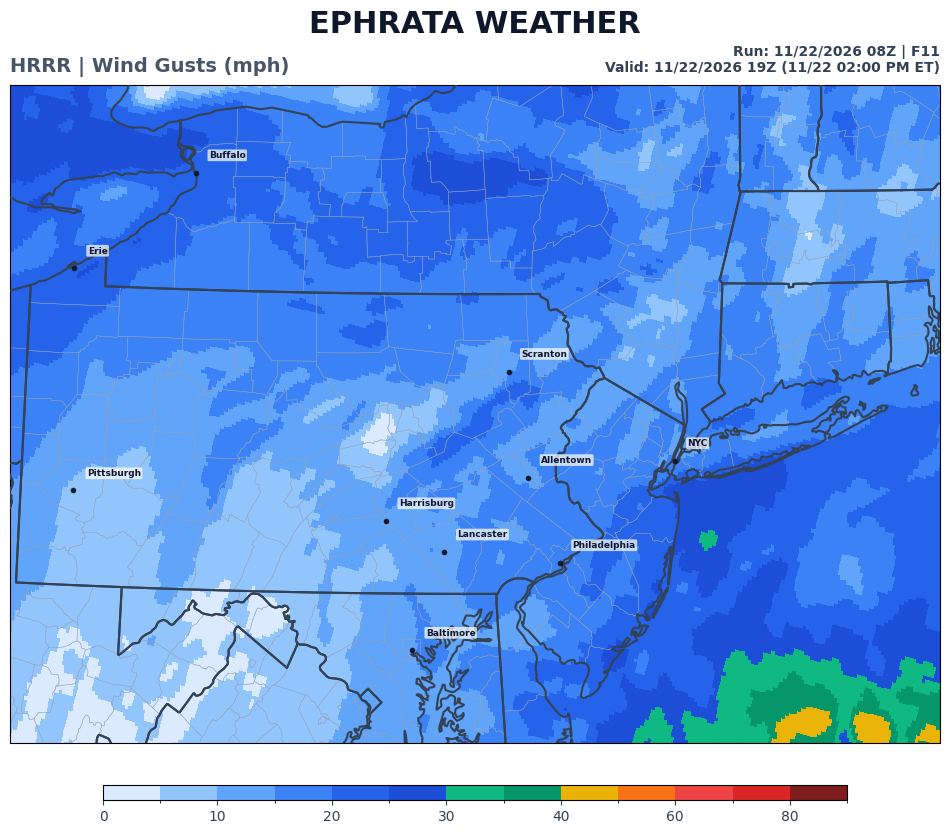 EPHRATA WEATHER
HRRR | Wind Gusts (mph)
Run: 11/22/2026 08Z | F11
Valid: 11/22/2026 19Z (11/22 02:00 PM ET)
Buffalo
Erie
Scranton
NYC
Allentown
Pittsburgh
Harrisburg
Lancaster
Philadelphia
Baltimore
0 10 20 30 40 50 60 70 80